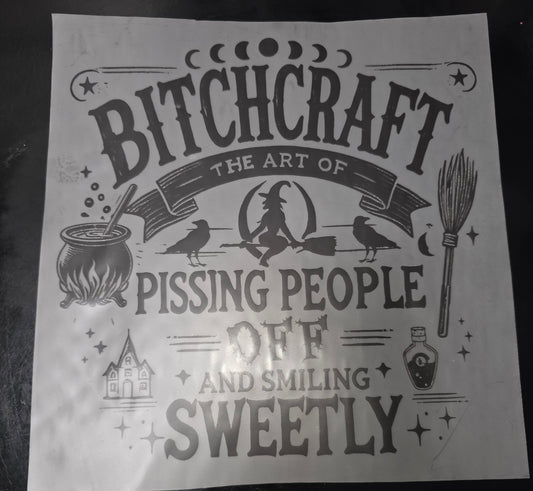 BITCHCRAFT
THE ART OF
PISSING PEOPLE
OFF
AND SMILING
SWEETLY